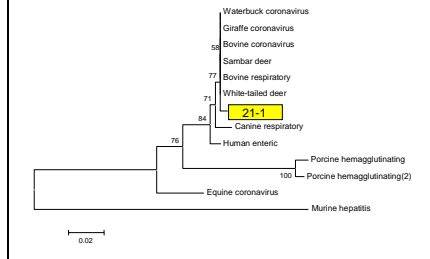 Waterbuck coronavirus
Giraffe coronavirus
58
Bovine coronavirus
Sambar deer
77
Bovine respiratory
White-tailed deer
71
21-1
84
Canine respiratory
76
Human enteric
Porcine hemagglutinating
100
Porcine hemagglutinating(2)
Equine coronavirus
Murine hepatitis
0.02